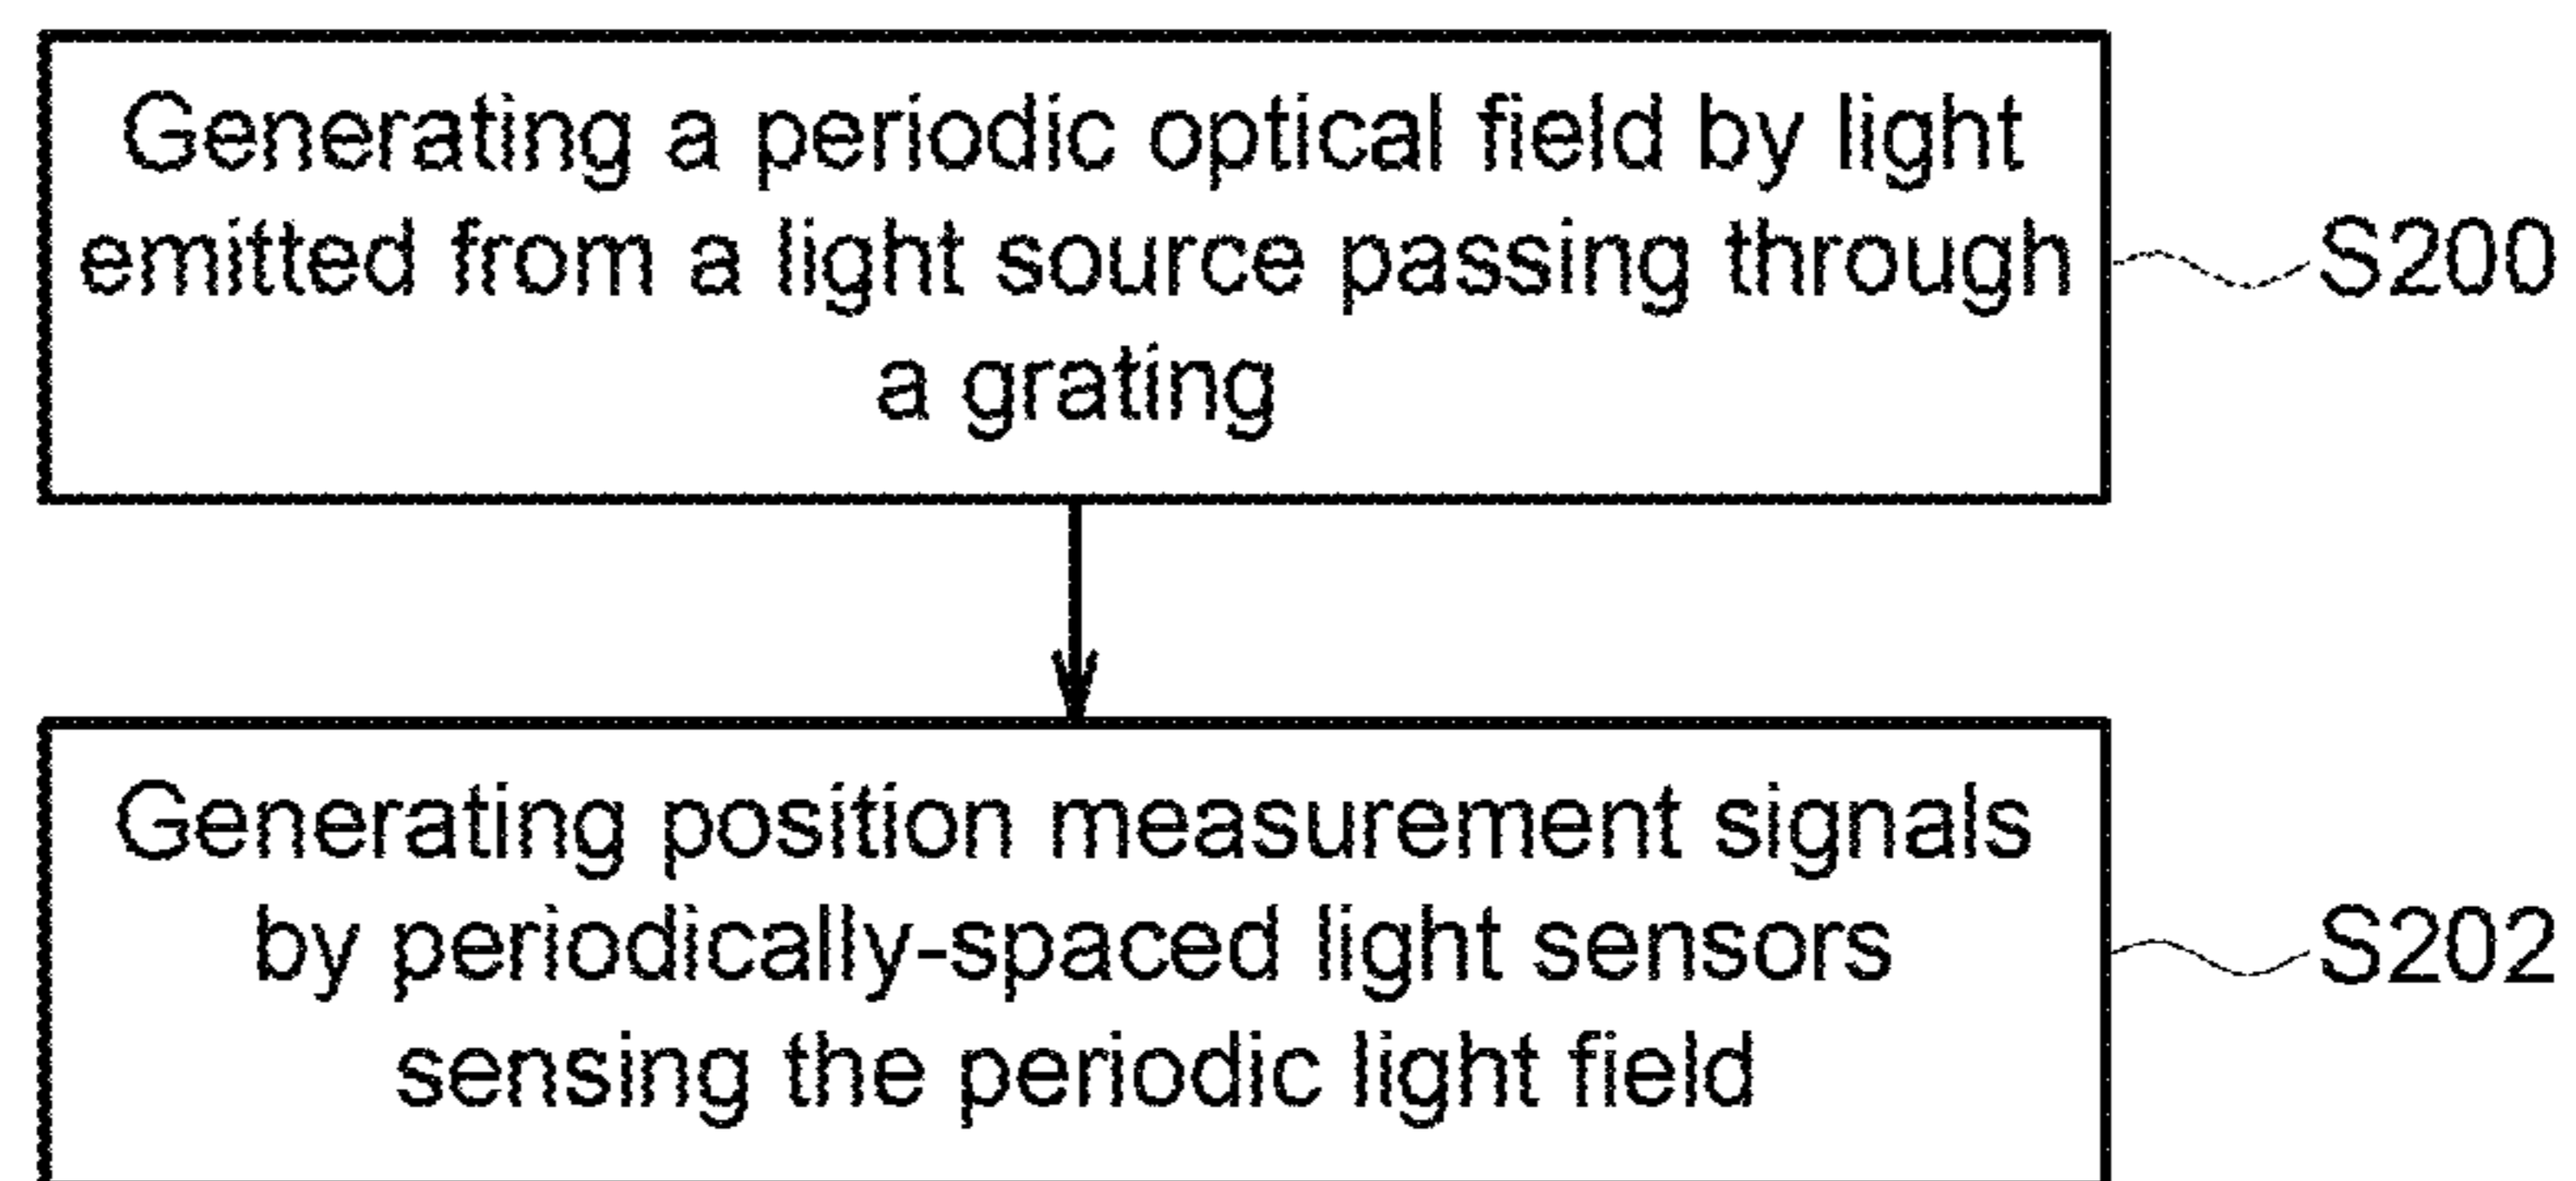 Generating a periodic optical field by light
emitted from a light source passing through
a grating
S200
Generating position measurement signals
by periodically-spaced light sensors
sensing the periodic light field
S202